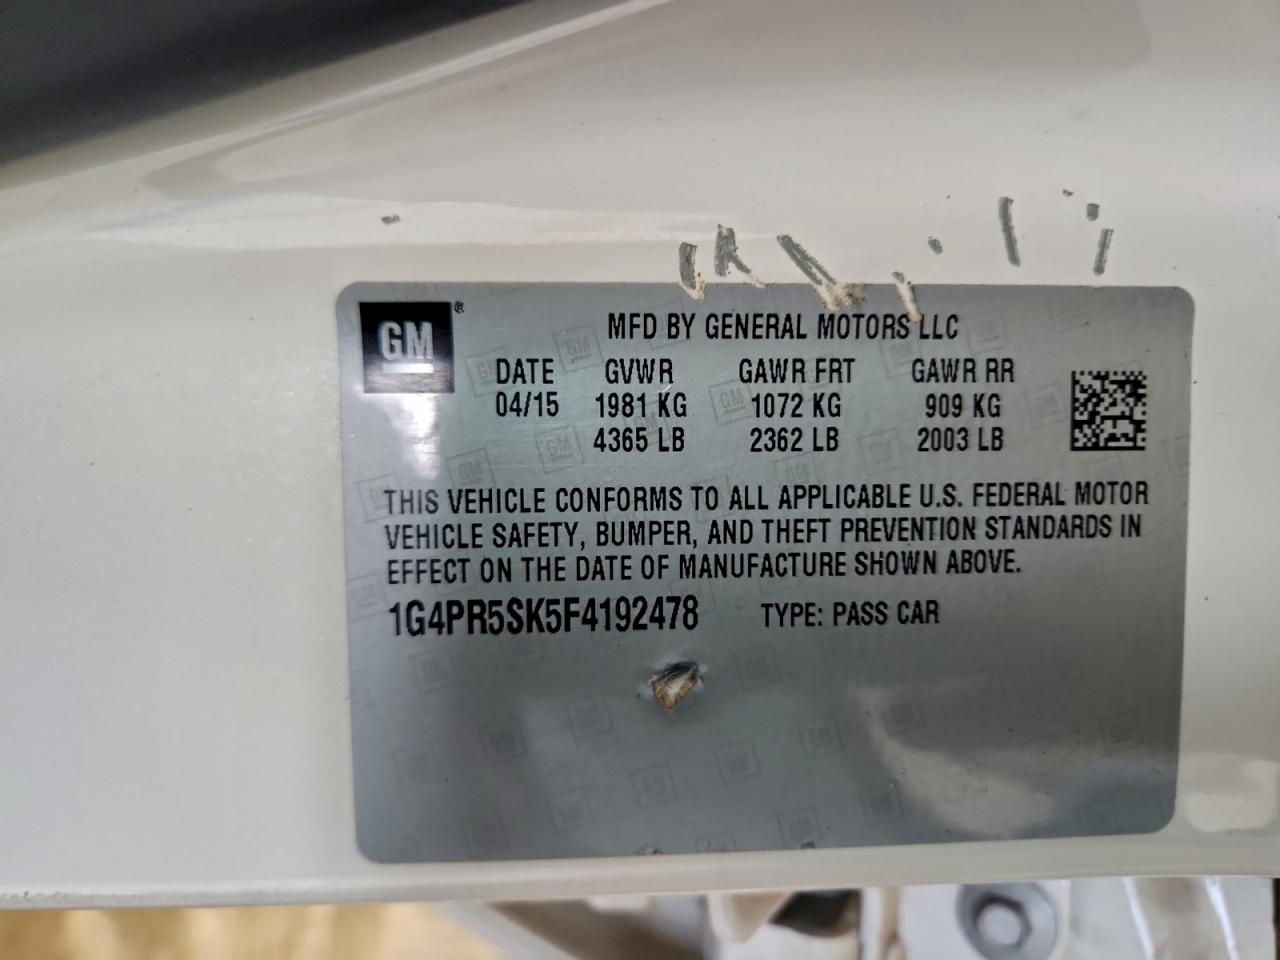 GM®
MFD BY GENERAL MOTORS LLC
DATE GVWR GAWR FRT GAWR RR
04/15 1981 KG 1072 KG 909 KG
4365 LB 2362 LB 2003 LB
THIS VEHICLE CONFORMS TO ALL APPLICABLE U.S. FEDERAL MOTOR
VEHICLE SAFETY, BUMPER, AND THEFT PREVENTION STANDARDS IN
EFFECT ON THE DATE OF MANUFACTURE SHOWN ABOVE.
1G4PR5SK5F4192478 TYPE: PASS CAR